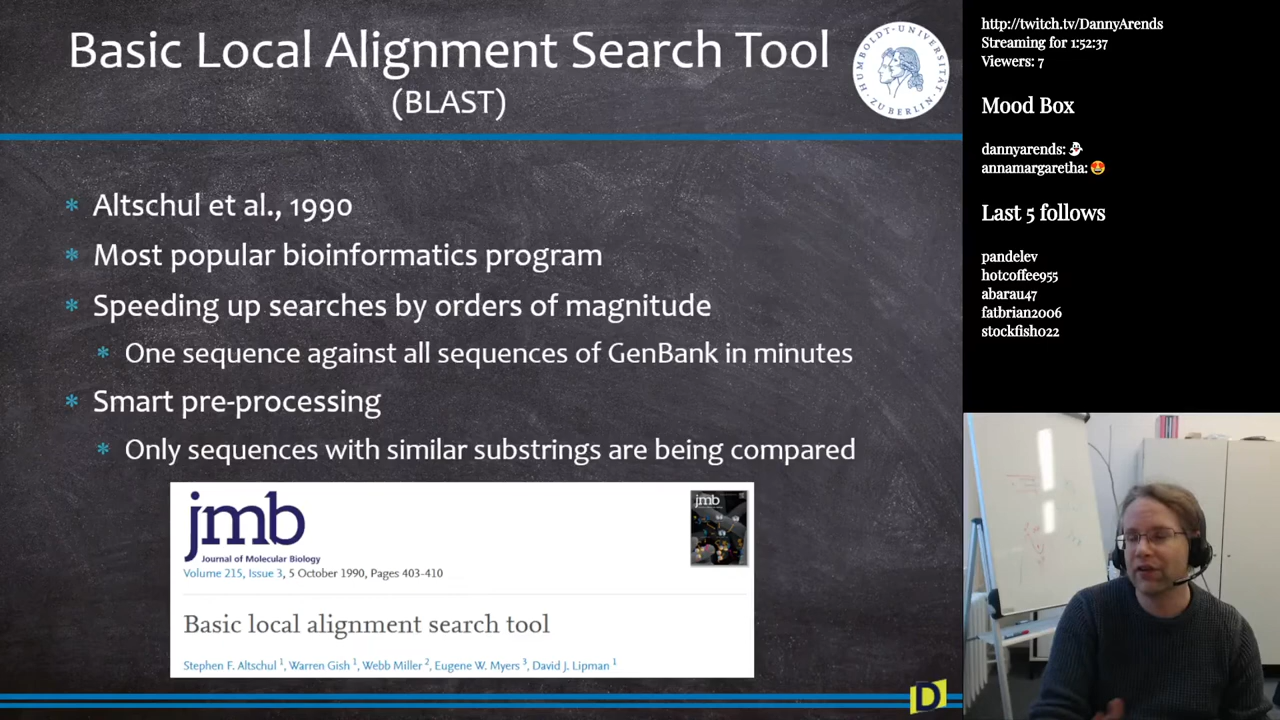 Basic Local Alignment Search Tool
(BLAST)
HUMBOLDT-UNIVERSITÄT ZU BERLIN
* Altschul et al., 1990
* Most popular bioinformatics program
* Speeding up searches by orders of magnitude
* One sequence against all sequences of GenBank in minutes
* Smart pre-processing
* Only sequences with similar substrings are being compared
jmb
Journal of Molecular Biology
Volume 215, Issue 3, 5 October 1990, Pages 403-410
jmb
Basic local alignment search tool
Stephen F. Altschul 1, Warren Gish 1, Webb Miller 2, Eugene W. Myers 3, David J. Lipman 1
D
http://twitch.tv/DannyArends
Streaming for 1:52:37
Viewers: 7
Mood Box
dannyarends: 👻
annamargaretha: 😍
Last 5 follows
pandelev
hotcoffee955
abarau47
fatbrian2006
stockfish022